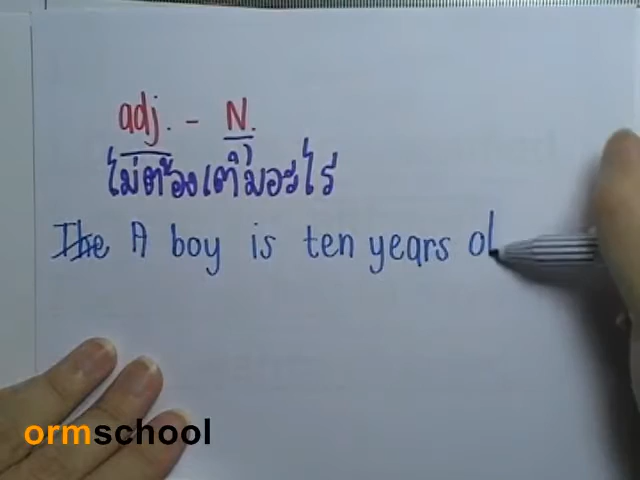 adj. - N.
ไม่ต้องเติมอะไร
The A boy is ten years ol
ormschool